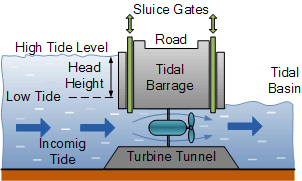 Sluice Gates
High Tide Level
Road
Head
Height
Tidal
Barrage
Tidal
Basin
Low Tide
Incomig
Tide
Turbine Tunnel